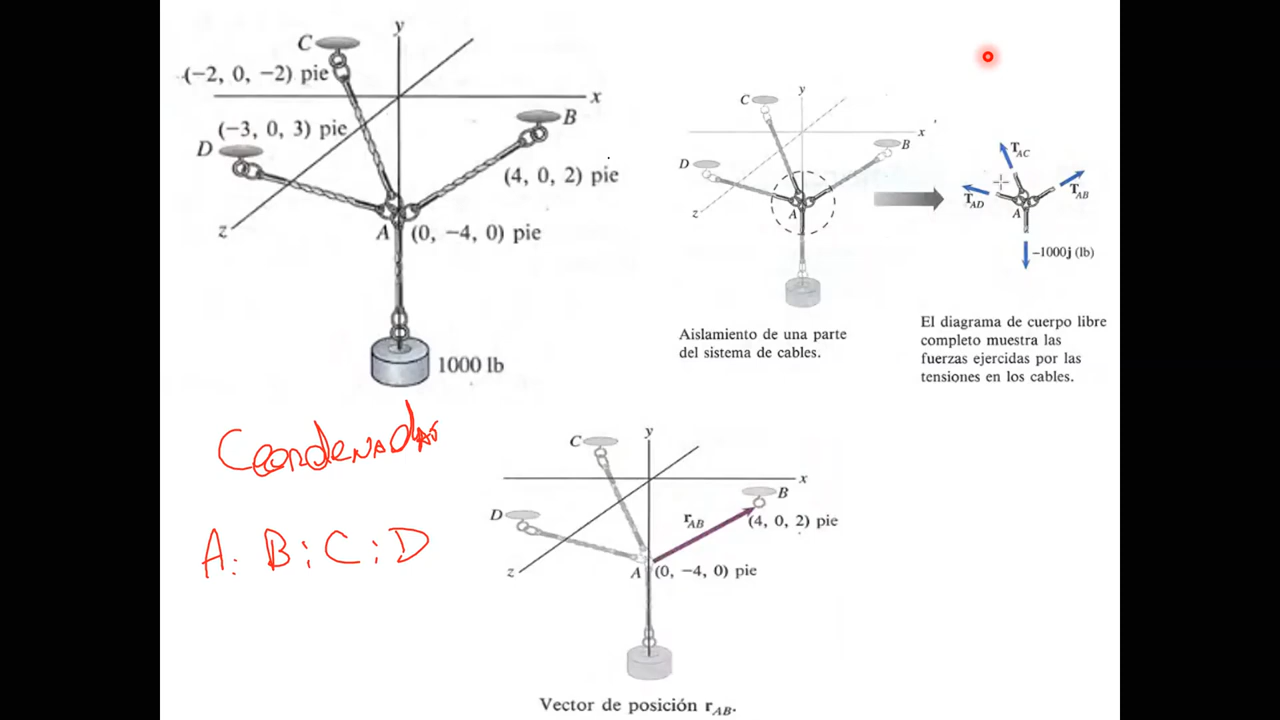 y
C
(−2, 0, −2) pie
x
B
(−3, 0, 3) pie
D
(4, 0, 2) pie
z
A (0, −4, 0) pie
1000 lb
y
C
x
B
D
A
z
T_AC
T_AD
T_AB
A
−1000j (lb)
Aislamiento de una parte
del sistema de cables.
El diagrama de cuerpo libre
completo muestra las
fuerzas ejercidas por las
tensiones en los cables.
Coordenadas
A: B; C; D
y
C
x
B
D
r_AB
(4, 0, 2) pie
z
A (0, −4, 0) pie
Vector de posición r_AB.